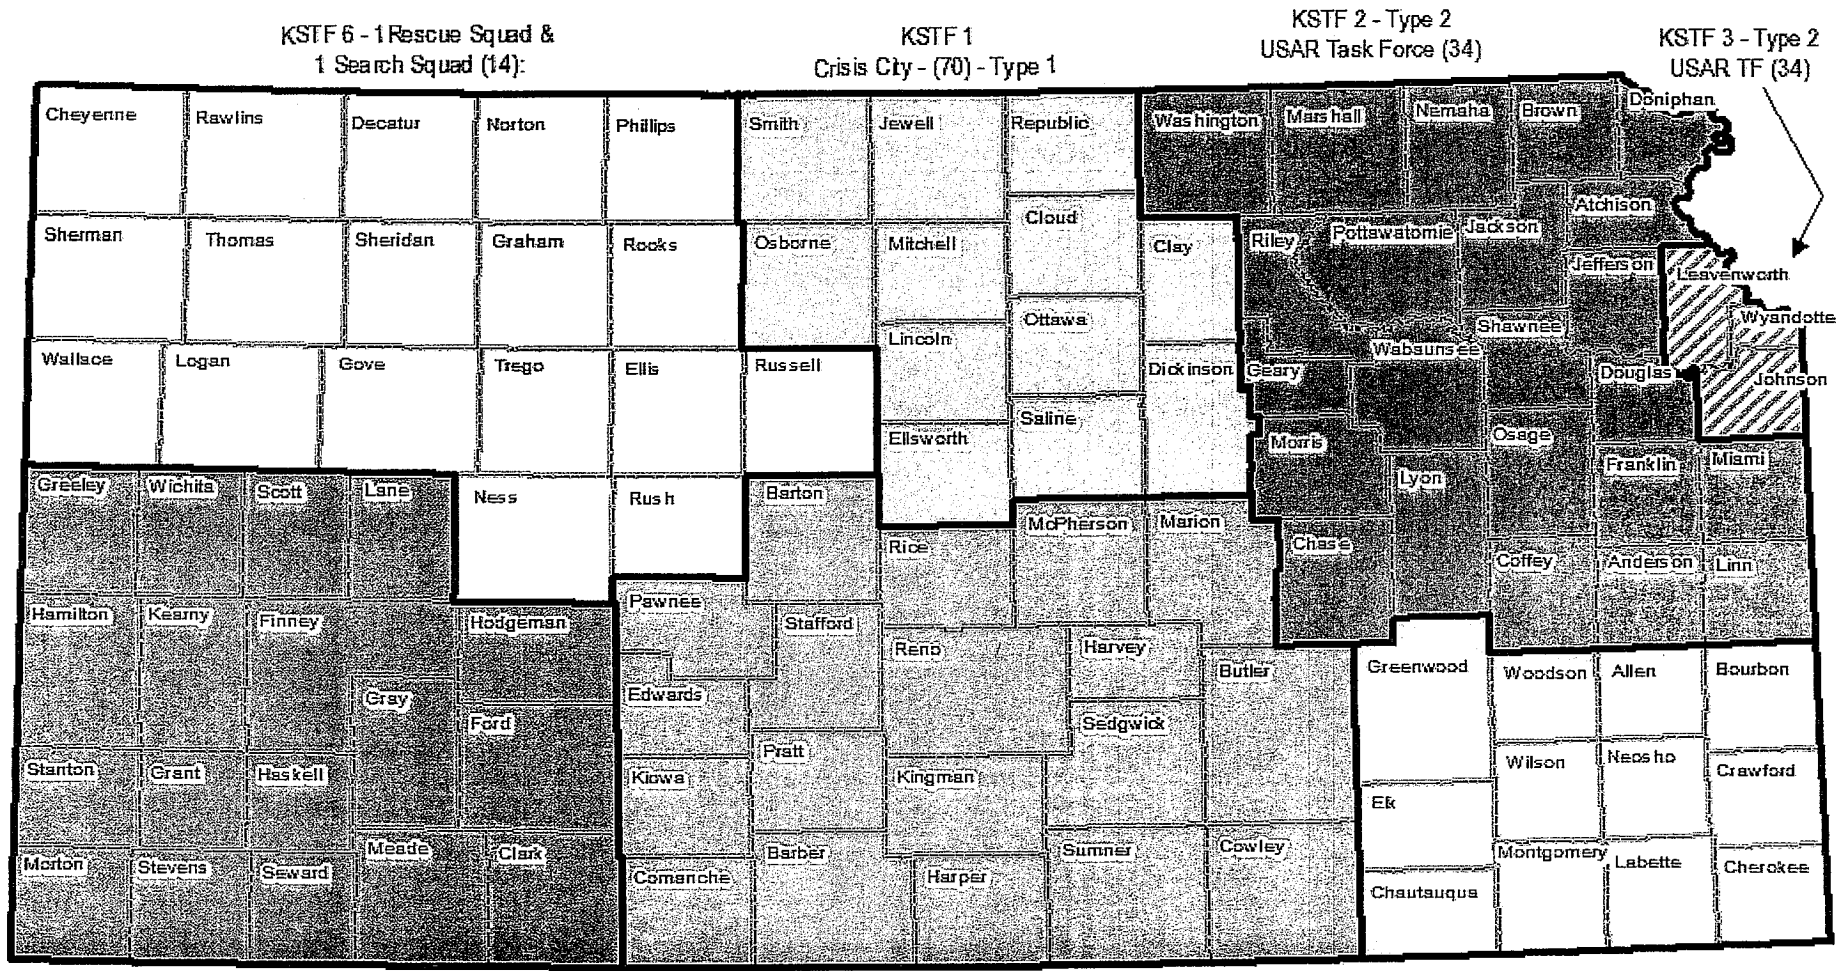 KSTF 6 - 1 Rescue Squad &
1 Search Squad (14):
KSTF 1
Crisis City - (70) - Type 1
KSTF 2 - Type 2
USAR Task Force (34)
KSTF 3 - Type 2
USAR TF (34)
Cheyenne
Rawlins
Decatur
Norton
Phillips
Smith
Jewell
Republic
Washington
Marshall
Nemaha
Brown
Doniphan
Sherman
Thomas
Sheridan
Graham
Rooks
Osborne
Mitchell
Cloud
Clay
Riley
Pottawatomie
Jackson
Atchison
Jefferson
Leavenworth
Wyandotte
Wallace
Logan
Gove
Trego
Ellis
Russell
Lincoln
Ottawa
Dickinson
Geary
Wabaunsee
Shawnee
Douglas
Johnson
Ellsworth
Saline
Morris
Lyon
Osage
Franklin
Miami
Greeley
Wichita
Scott
Lane
Ness
Rush
Barton
Rice
McPherson
Marion
Chase
Coffey
Anderson
Linn
Hamilton
Kearny
Finney
Hodgeman
Pawnee
Stafford
Reno
Harvey
Butler
Greenwood
Woodson
Allen
Bourbon
Gray
Ford
Edwards
Sedgwick
Stanton
Grant
Haskell
Kiowa
Pratt
Kingman
Elk
Wilson
Neosho
Crawford
Morton
Stevens
Seward
Meade
Clark
Comanche
Barber
Harper
Sumner
Cowley
Chautauqua
Montgomery
Labette
Cherokee